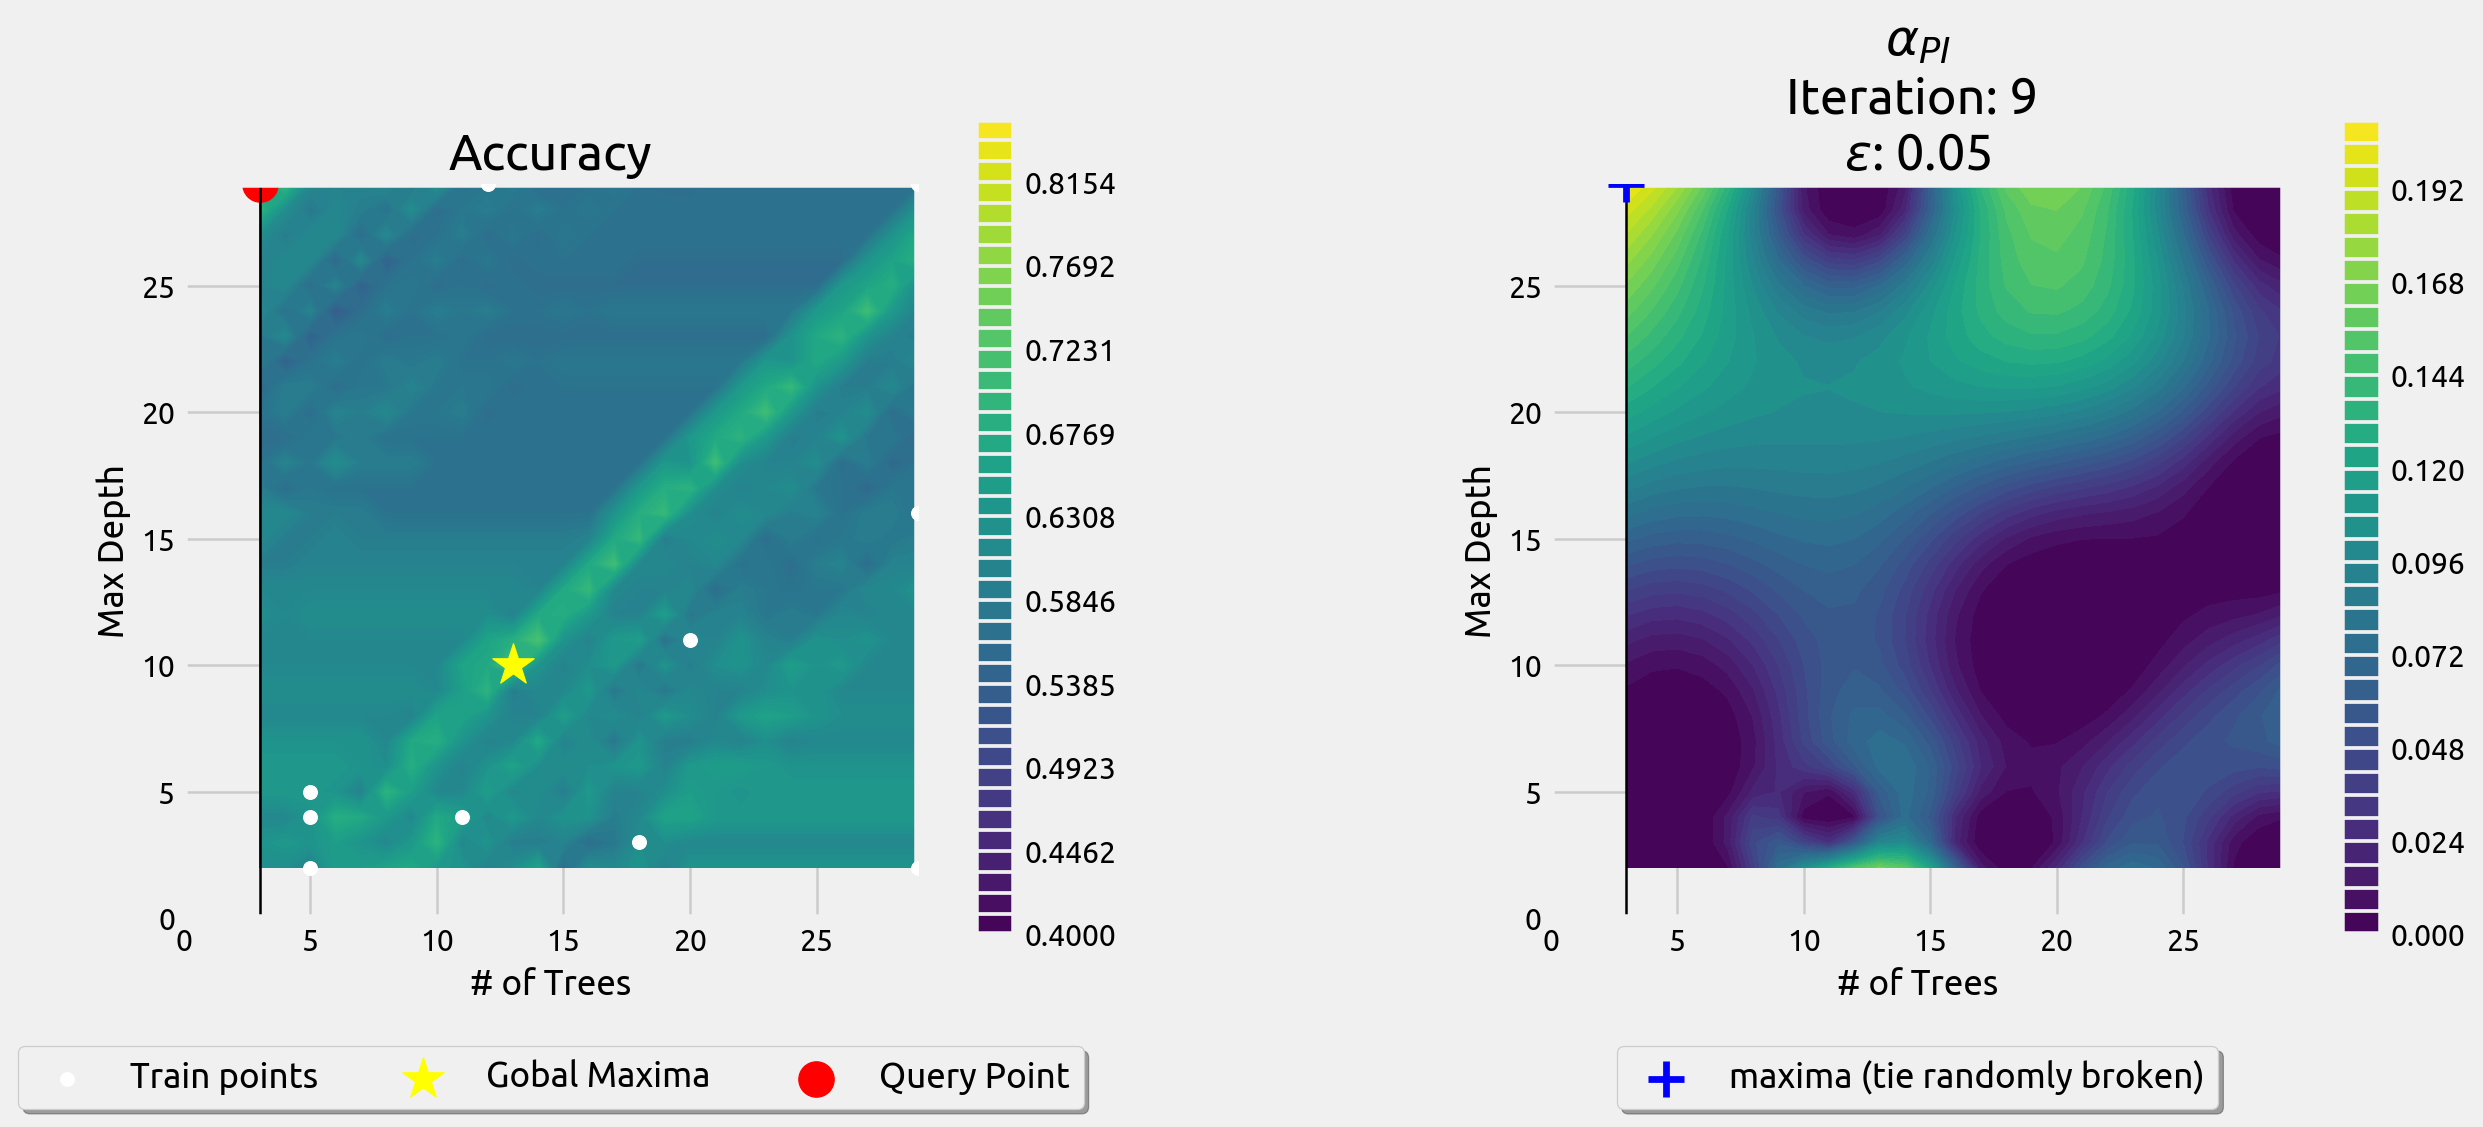 Accuracy
Max Depth
25
20
15
10
5
0
0 5 10 15 20 25
# of Trees
0.8154
0.7692
0.7231
0.6769
0.6308
0.5846
0.5385
0.4923
0.4462
0.4000
Train points Gobal Maxima Query Point
α_PI
Iteration: 9
ε: 0.05
Max Depth
25
20
15
10
5
0
0 5 10 15 20 25
# of Trees
0.192
0.168
0.144
0.120
0.096
0.072
0.048
0.024
0.000
maxima (tie randomly broken)